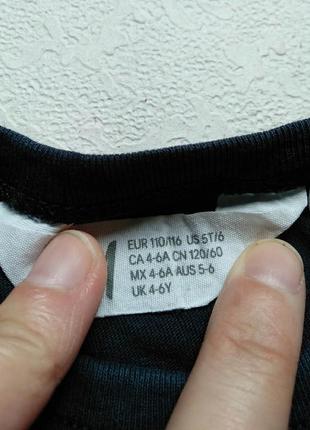 EUR 110/116 US 5T/6
CA 4-6A CN 120/60
MX 4-6A AUS 5-6
UK 4-6Y